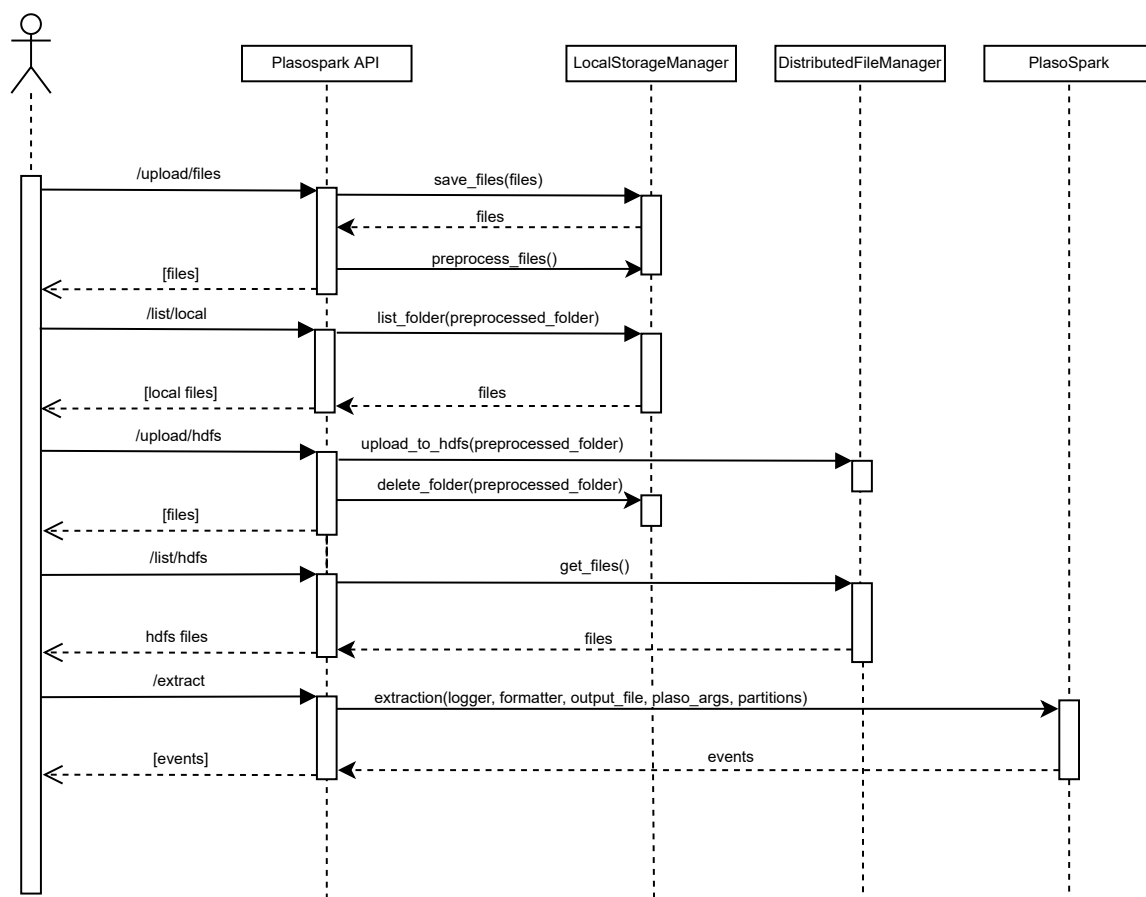 Plasospark API
LocalStorageManager
DistributedFileManager
PlasoSpark
/upload/files
save_files(files)
files
preprocess_files()
[files]
/list/local
list_folder(preprocessed_folder)
[local files]
files
/upload/hdfs
upload_to_hdfs(preprocessed_folder)
delete_folder(preprocessed_folder)
[files]
/list/hdfs
get_files()
hdfs files
files
/extract
extraction(logger, formatter, output_file, plaso_args, partitions)
[events]
events